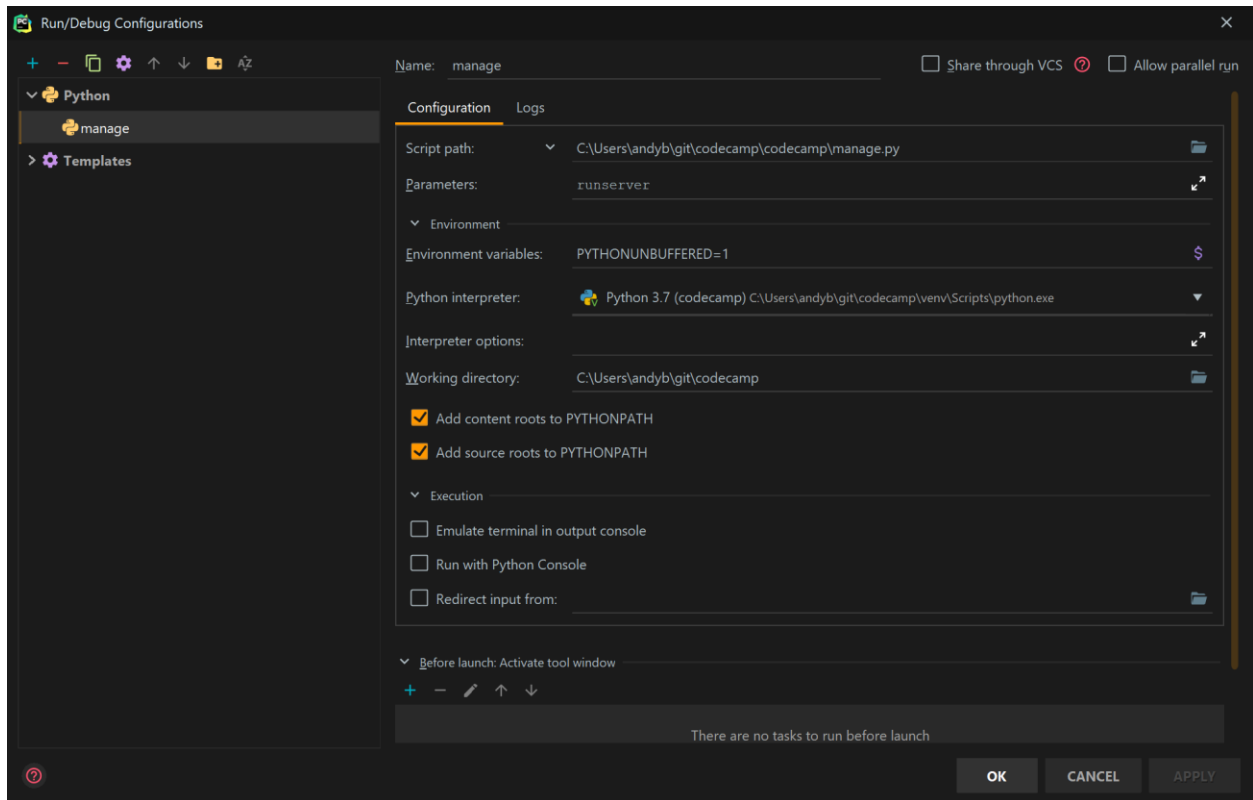 PC Run/Debug Configurations
AZ
Name: manage Share through VCS ? Allow parallel run
Python
manage
Templates
Configuration Logs
Script path: C:\Users\andyb\git\codecamp\codecamp\manage.py
Parameters: runserver
Environment
Environment variables: PYTHONUNBUFFERED=1 $
Python interpreter: Python 3.7 (codecamp) C:\Users\andyb\git\codecamp\venv\Scripts\python.exe
Interpreter options:
Working directory: C:\Users\andyb\git\codecamp
Add content roots to PYTHONPATH
Add source roots to PYTHONPATH
Execution
Emulate terminal in output console
Run with Python Console
Redirect input from:
Before launch: Activate tool window
There are no tasks to run before launch
? OK CANCEL APPLY